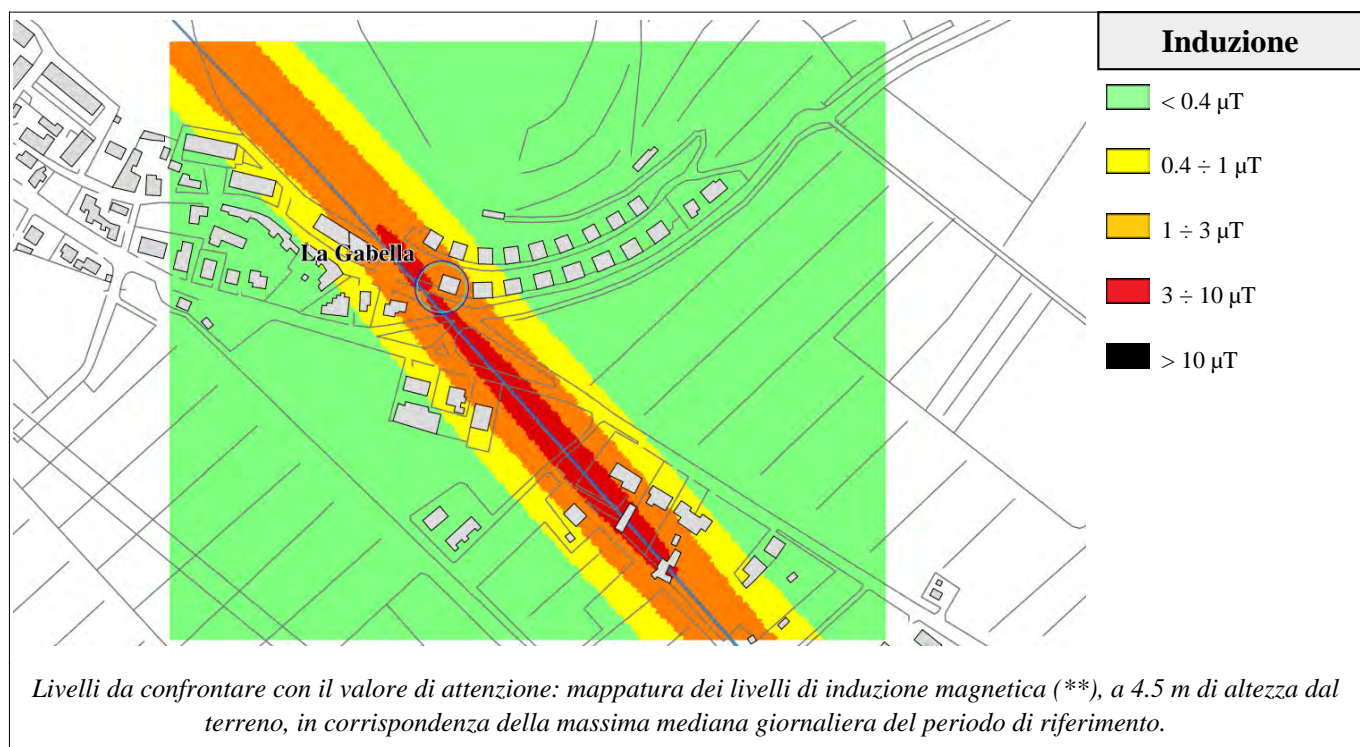 Induzione
< 0.4 µT
0.4 ÷ 1 µT
1 ÷ 3 µT
3 ÷ 10 µT
> 10 µT
La Gabella
Livelli da confrontare con il valore di attenzione: mappatura dei livelli di induzione magnetica (**), a 4.5 m di altezza dal
terreno, in corrispondenza della massima mediana giornaliera del periodo di riferimento.